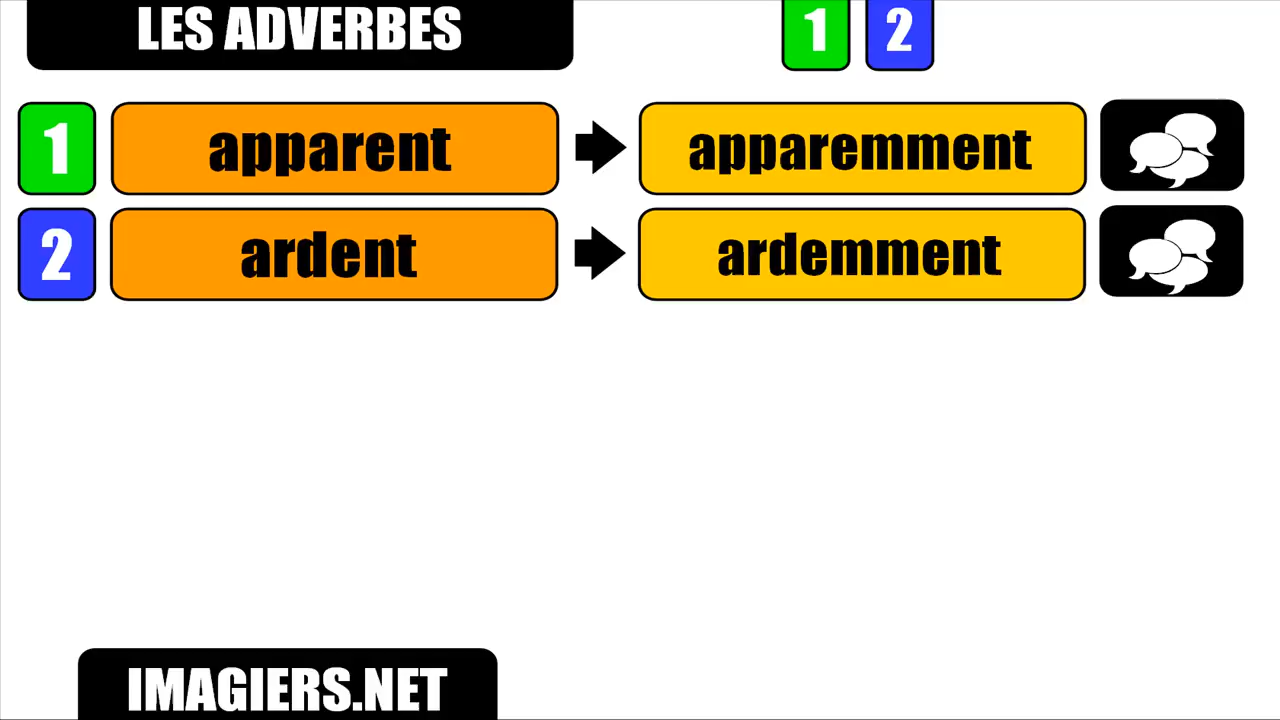 LES ADVERBES
1 2
1 apparent apparemment
2 ardent ardemment
IMAGIERS.NET